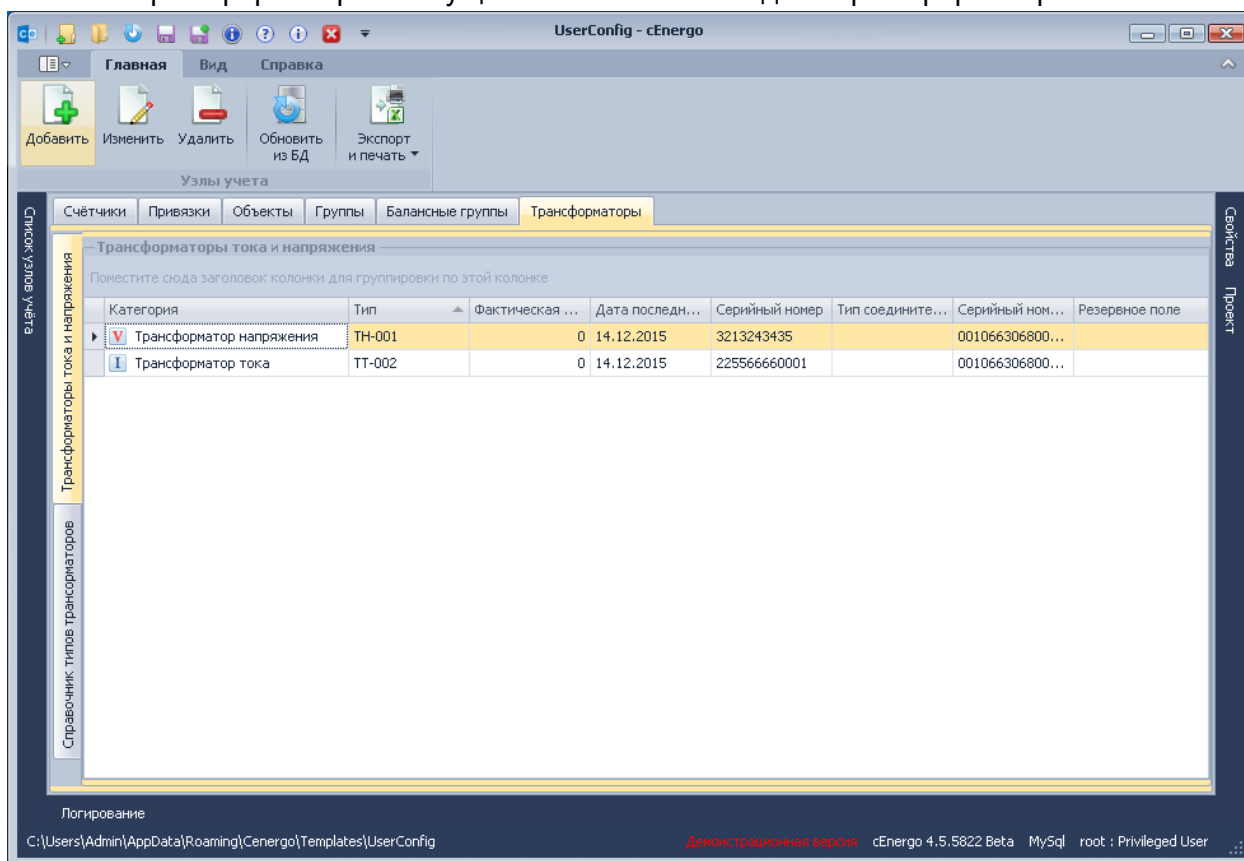 UserConfig - cEnergo
Главная Вид Справка
Добавить Изменить Удалить Обновить из БД Экспорт и печать
Узлы учета
Список узлов учёта
Счётчики Привязки Объекты Группы Балансные группы Трансформаторы
Свойства Проект
Трансформаторы тока и напряжения
Справочник типов трансорматоров
Трансформаторы тока и напряжения
Поместите сюда заголовок колонки для группировки по этой колонке
Категория Тип Фактическая ... Дата последн... Серийный номер Тип соедините... Серийный ном... Резервное поле
V Трансформатор напряжения ТН-001 0 14.12.2015 3213243435 001066306800...
I Трансформатор тока ТТ-002 0 14.12.2015 225566660001 001066306800...
Логирование
C:\Users\Admin\AppData\Roaming\Cenergo\Templates\UserConfig Демонстрационная версия cEnergo 4.5.5822 Beta MySql root : Privileged User